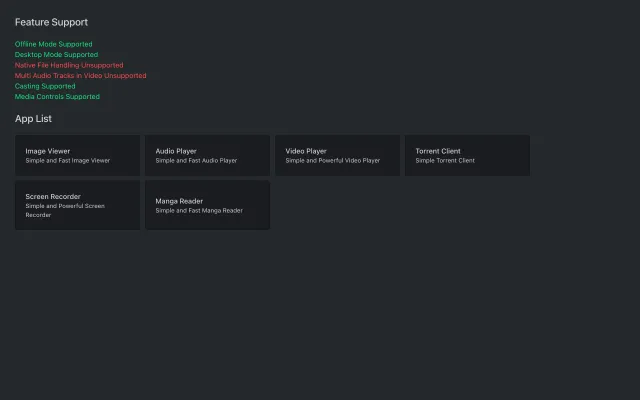 Feature Support
Offline Mode Supported
Desktop Mode Supported
Native File Handling Unsupported
Multi Audio Tracks in Video Unsupported
Casting Supported
Media Controls Supported
App List
Image Viewer
Simple and Fast Image Viewer
Audio Player
Simple and Fast Audio Player
Video Player
Simple and Powerful Video Player
Torrent Client
Simple Torrent Client
Screen Recorder
Simple and Powerful Screen
Recorder
Manga Reader
Simple and Fast Manga Reader